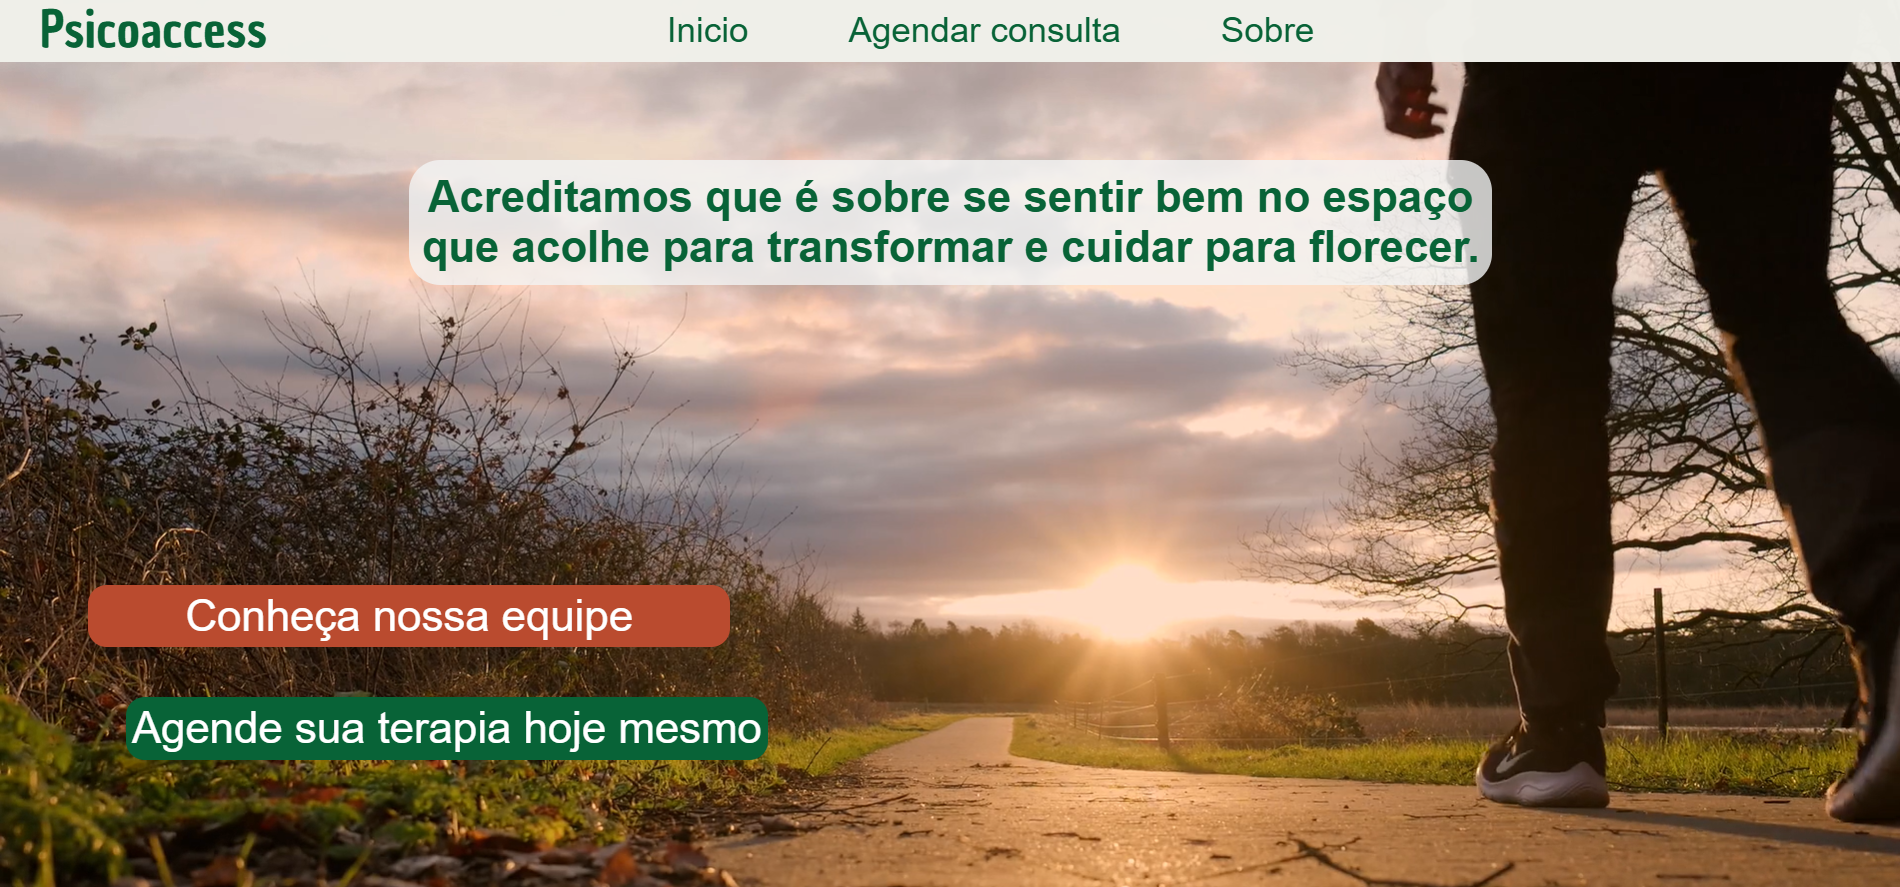 Psicoaccess
Inicio
Agendar consulta
Sobre
Acreditamos que é sobre se sentir bem no espaço
que acolhe para transformar e cuidar para florecer.
Conheça nossa equipe
Agende sua terapia hoje mesmo